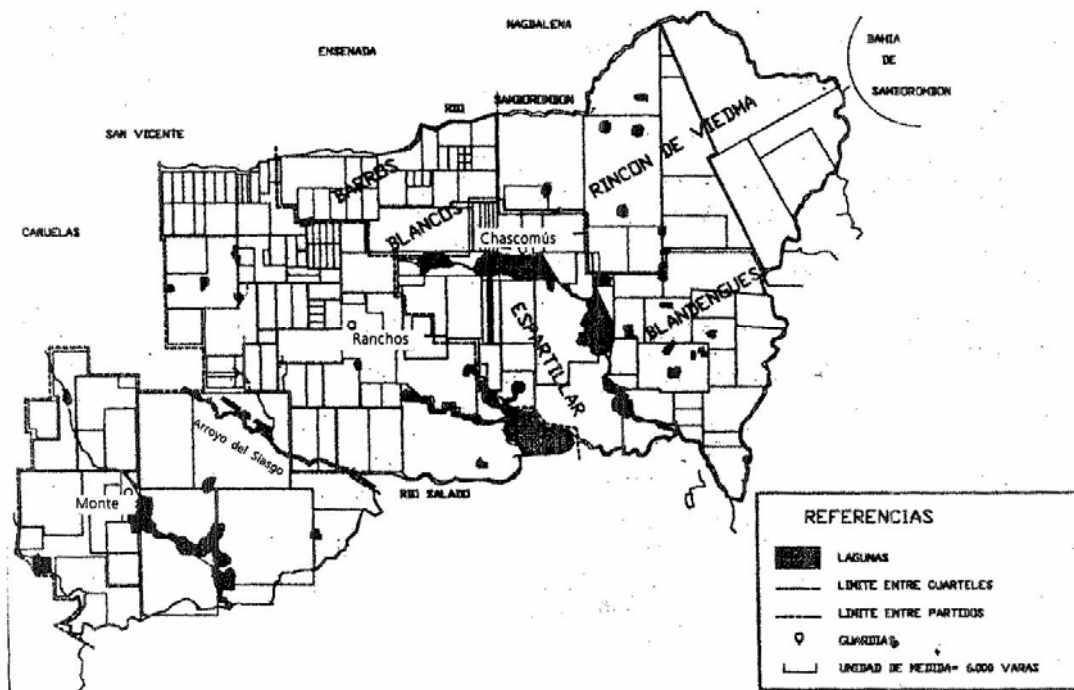 MAGDALENA
ENSENADA
BAHIA
DE
SAMBOROMBON
RIO SAMBOROMBON
SAN VICENTE
RINCON DE VIEDMA
BARROS
BLANCOS
CAÑUELAS
Chascomús
BLANDENGUES
ESPARTILLAR
Ranchos
Arroyo del Siasgo
RIO SALADO
Monte
REFERENCIAS
LAGUNAS
LIMITE ENTRE CUARTELES
LIMITE ENTRE PARTIDOS
GUARDIAS
UNIDAD DE MEDIDA= 6.000 VARAS